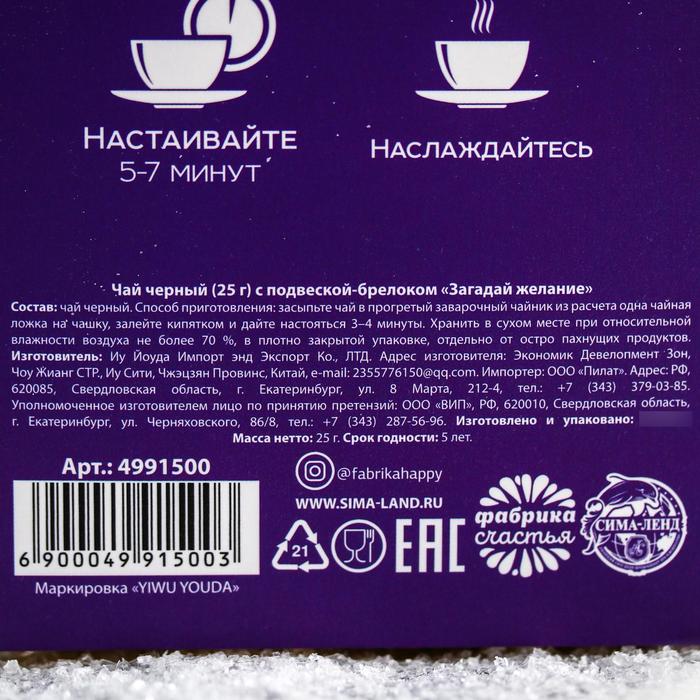 Настаивайте
5-7 минут
Наслаждайтесь
Чай черный (25 г) с подвеской-брелоком «Загадай желание»
Состав: чай черный. Способ приготовления: засыпьте чай в прогретый заварочный чайник из расчета одна чайная
ложка на чашку, залейте кипятком и дайте настояться 3–4 минуты. Хранить в сухом месте при относительной
влажности воздуха не более 70 %, в плотно закрытой упаковке, отдельно от остро пахнущих продуктов.
Изготовитель: Иу Йоуда Импорт энд Экспорт Ко., ЛТД. Адрес изготовителя: Экономик Девелопмент Зон,
Чоу Жианг СТР., Иу Сити, Чжэцзян Провинс, Китай, e-mail: 2355776150@qq.com. Импортер: ООО «Пилат». Адрес: РФ,
620085, Свердловская область, г. Екатеринбург, ул. 8 Марта, 212-4, тел.: +7 (343) 379-03-85.
Уполномоченное изготовителем лицо по принятию претензий: ООО «ВИП», РФ, 620010, Свердловская область,
г. Екатеринбург, ул. Черняховского, 86/8, тел.: +7 (343) 287-56-96. Изготовлено и упаковано:
Масса нетто: 25 г. Срок годности: 5 лет.
Арт.: 4991500
6 900049 915003
Маркировка «YIWU YOUDA»
@fabrikahappy
WWW.SIMA-LAND.RU
21
EAC
фабрика
счастья
СИМА-ЛЕНД